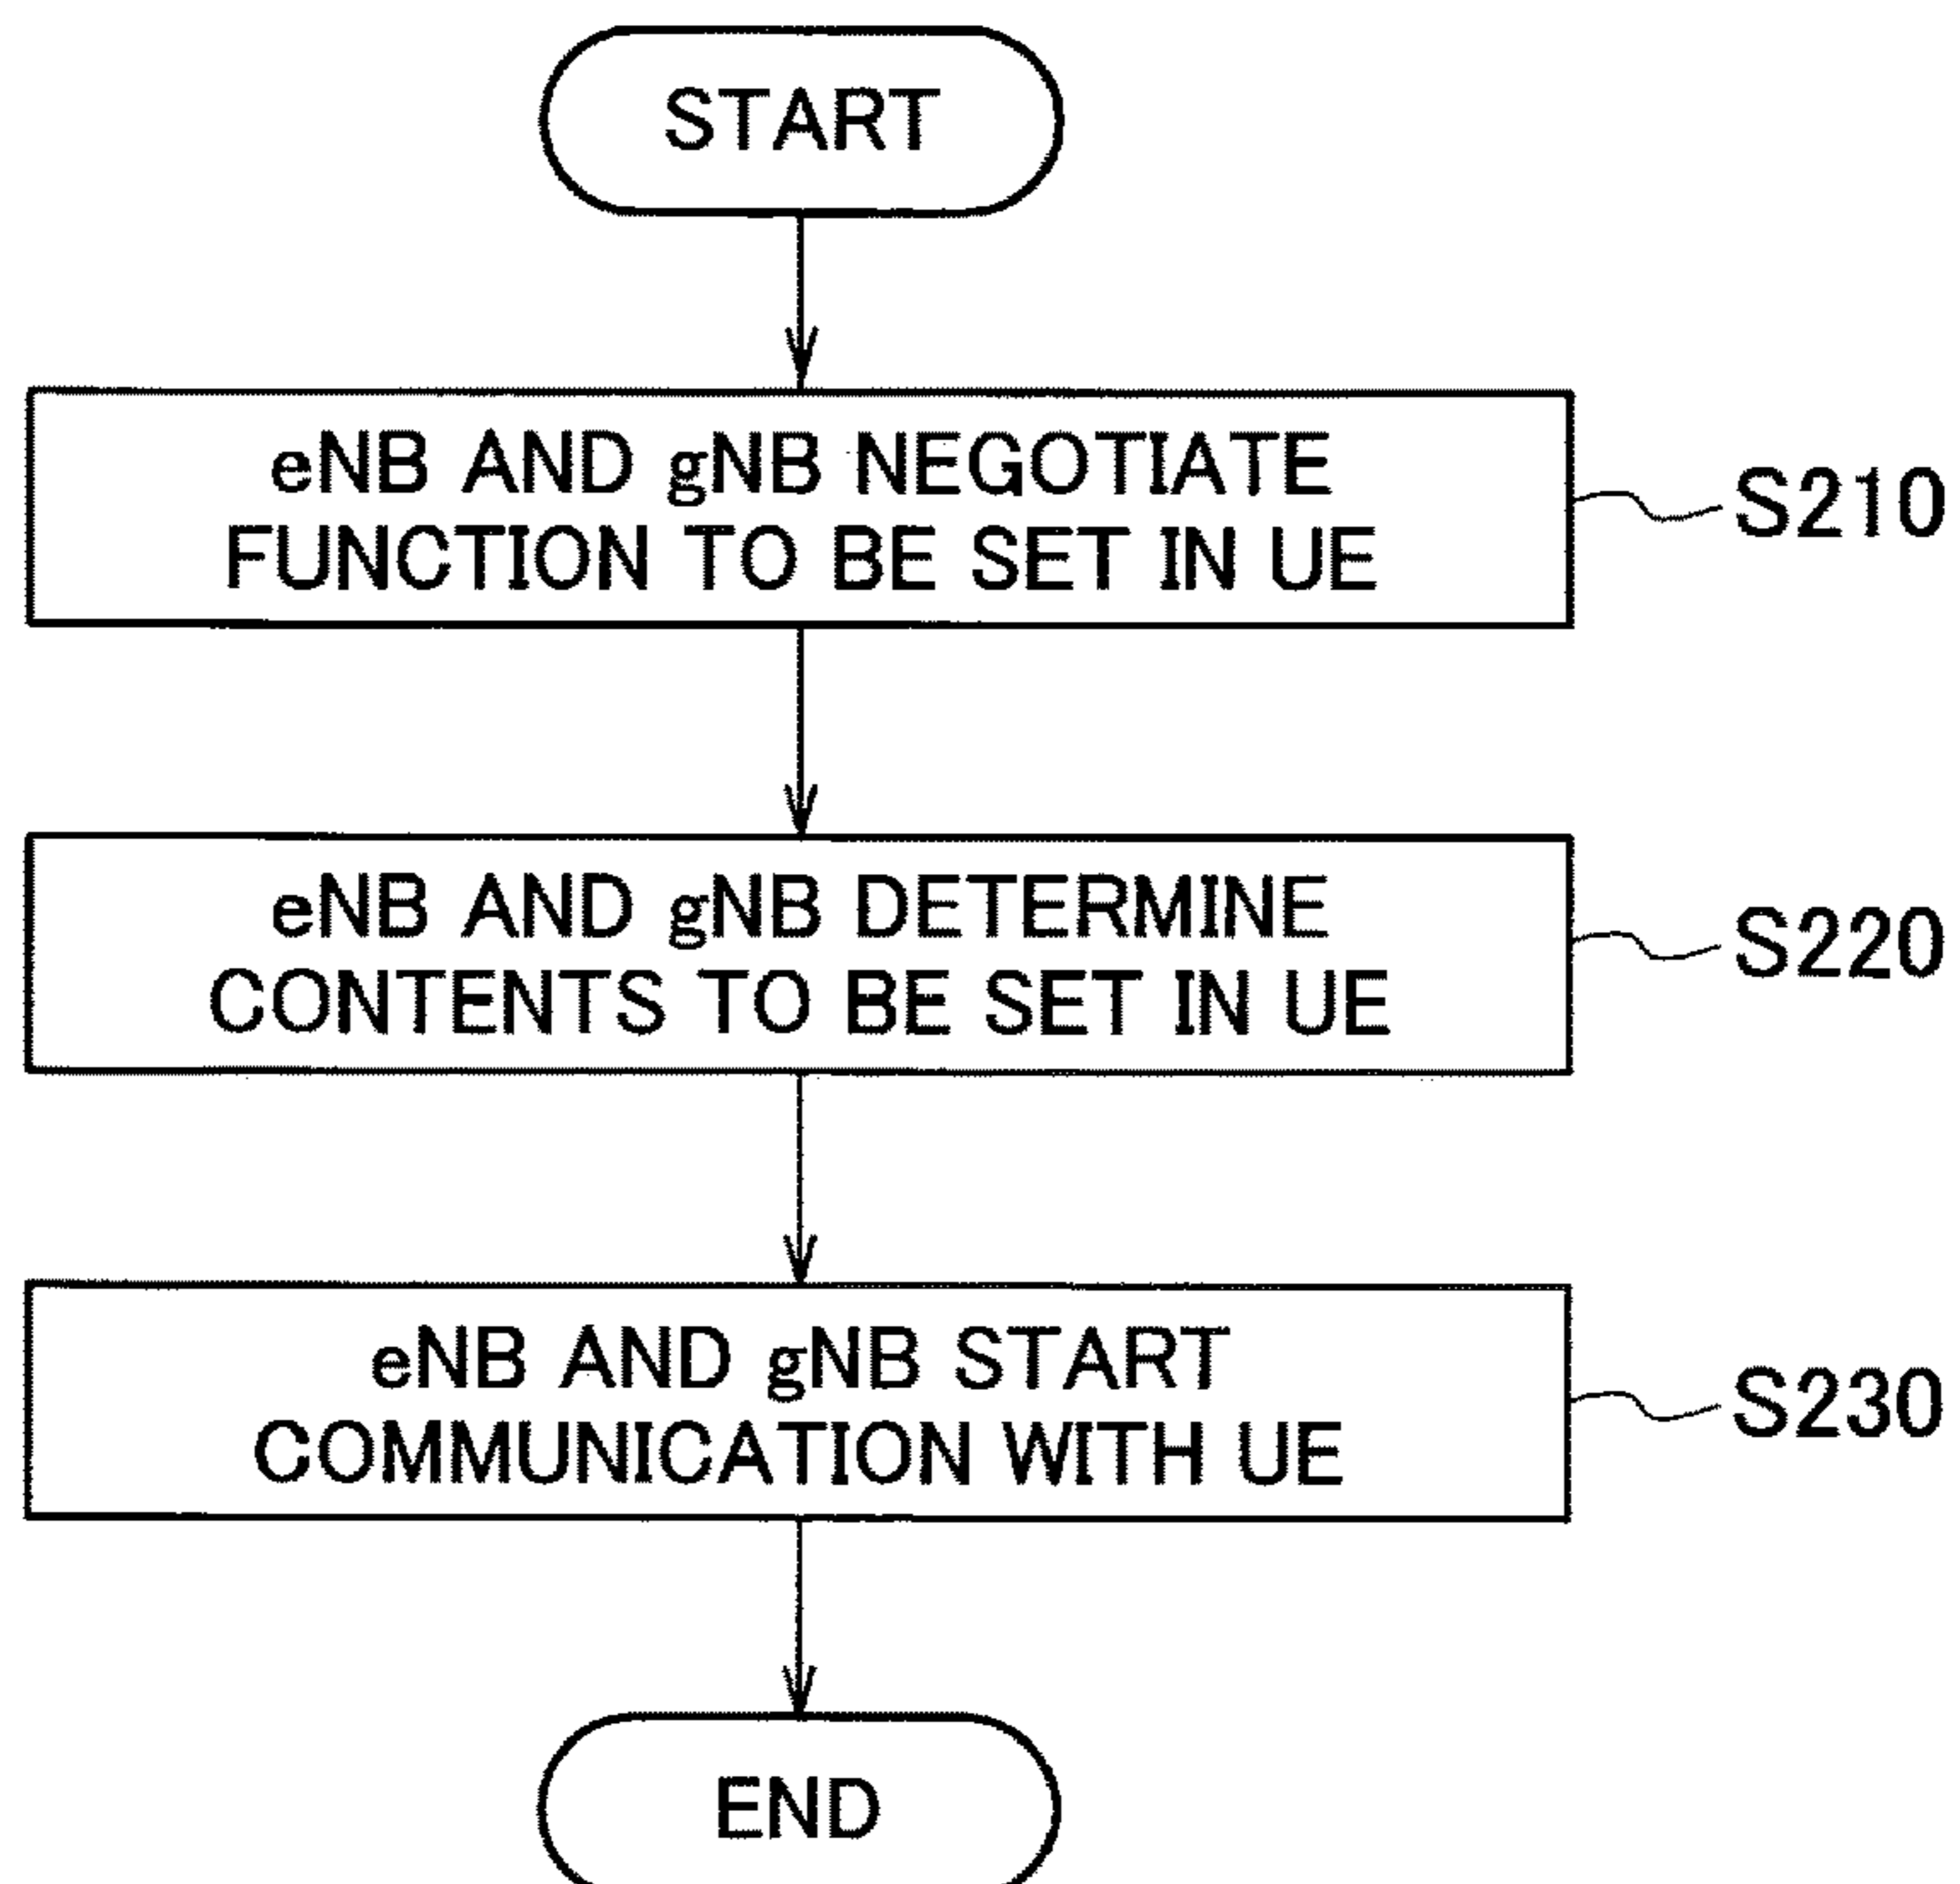 START
eNB AND gNB NEGOTIATE
FUNCTION TO BE SET IN UE
S210
eNB AND gNB DETERMINE
CONTENTS TO BE SET IN UE
S220
eNB AND gNB START
COMMUNICATION WITH UE
S230
END